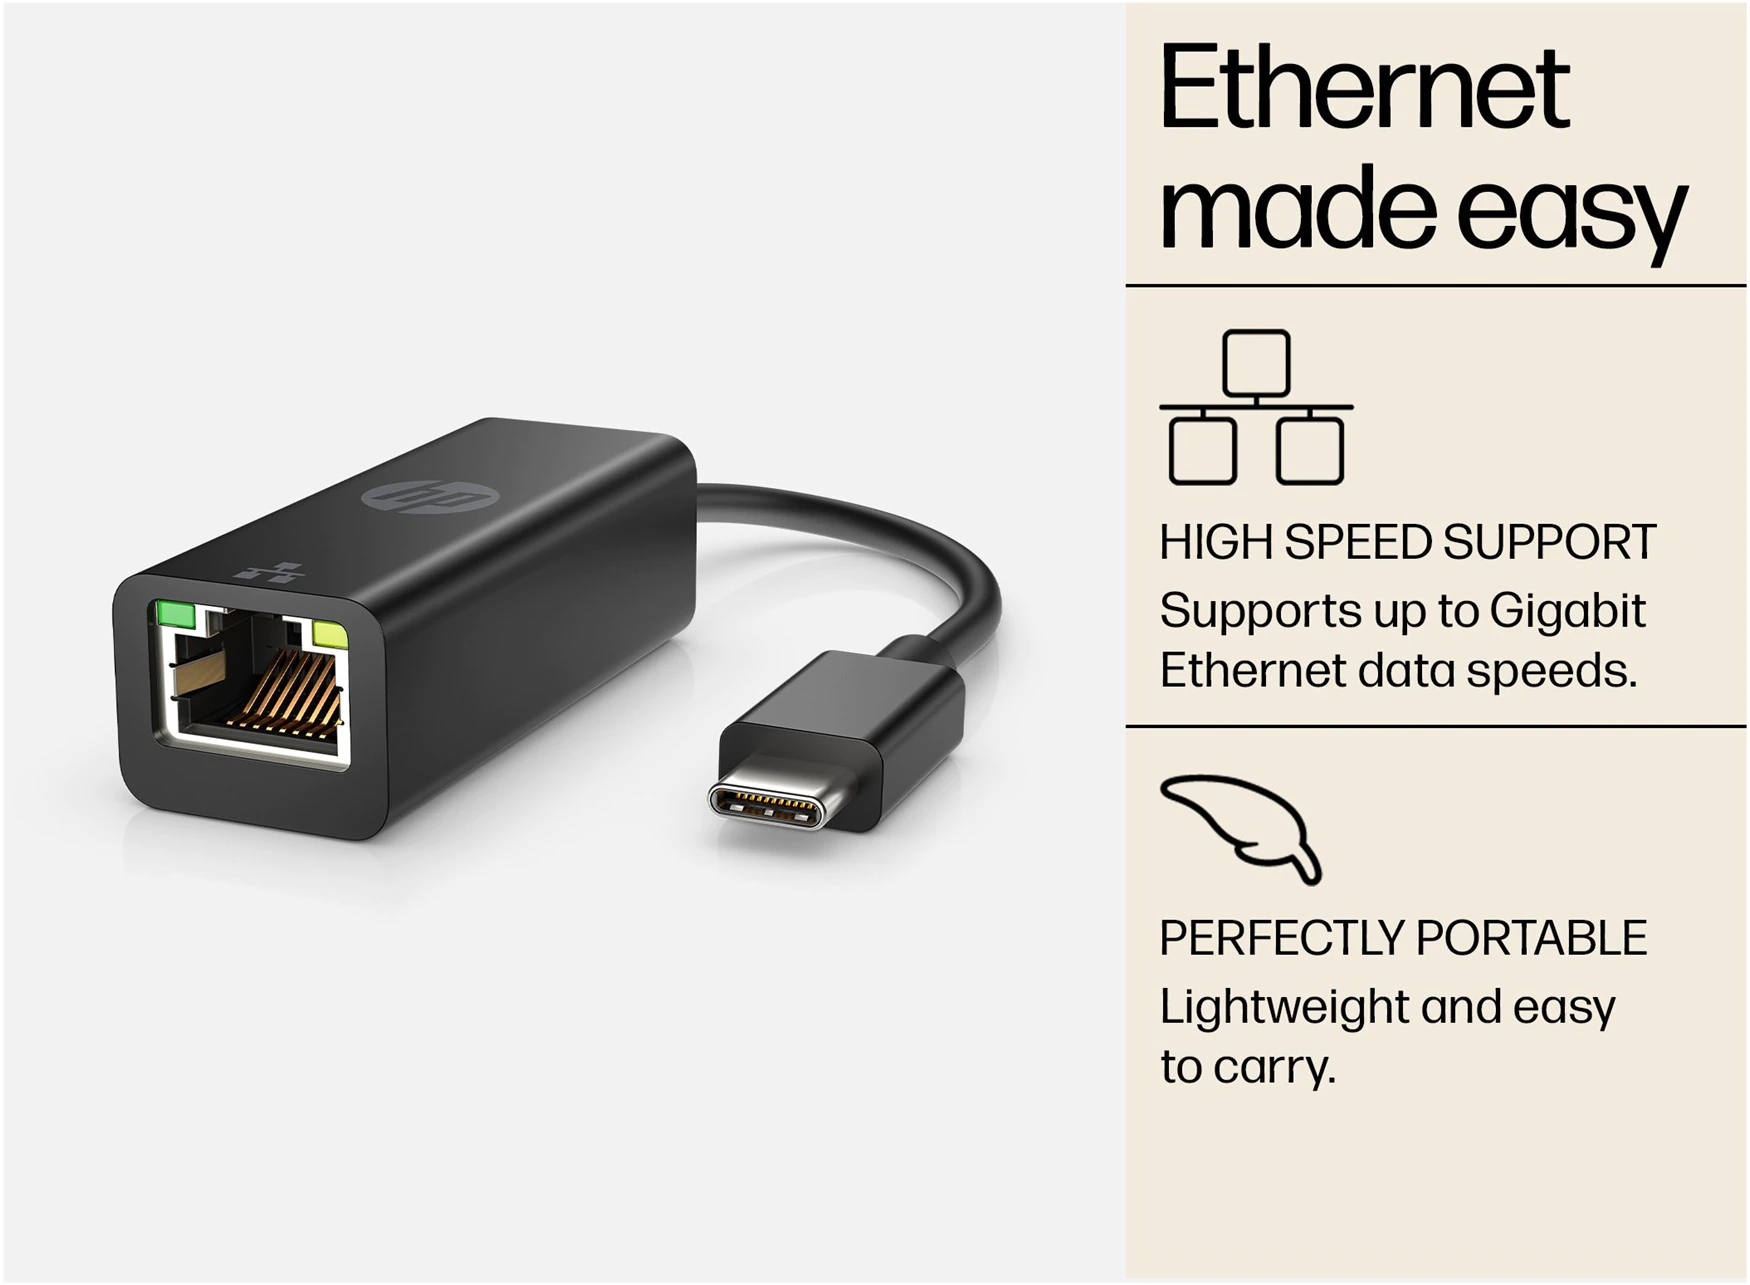 hp
Ethernet
made easy
HIGH SPEED SUPPORT
Supports up to Gigabit
Ethernet data speeds.
PERFECTLY PORTABLE
Lightweight and easy
to carry.